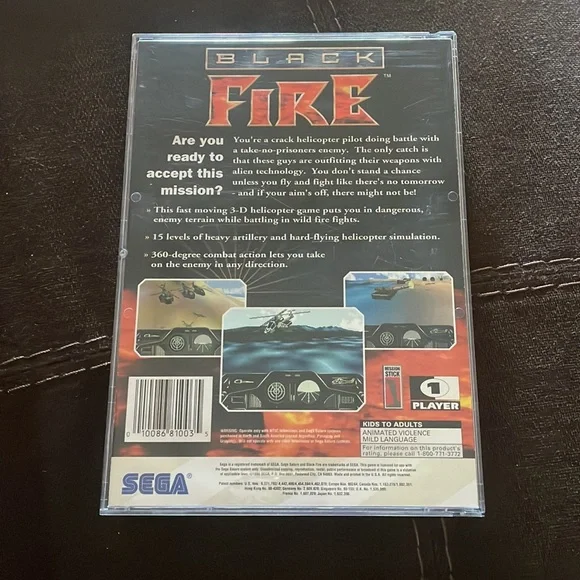 BLACK
FIRE™
Are you
ready to
accept this
mission?
You're a crack helicopter pilot doing battle with
a take-no-prisoners enemy. The only catch is
that these guys are outfitting their weapons with
alien technology. You don't stand a chance
unless you fly and fight like there's no tomorrow
- and if your aim's off, there might not be!
» This fast moving 3-D helicopter game puts you in dangerous,
enemy terrain while battling in wild fire fights.
» 15 levels of heavy artillery and hard-flying helicopter simulation.
» 360-degree combat action lets you take
on the enemy in any direction.
MISSION
STICK
1
PLAYER
0 10086 81003 5
KIDS TO ADULTS
ANIMATED VIOLENCE
MILD LANGUAGE
For information on this product's
rating, please call 1-800 771-3772
SEGA